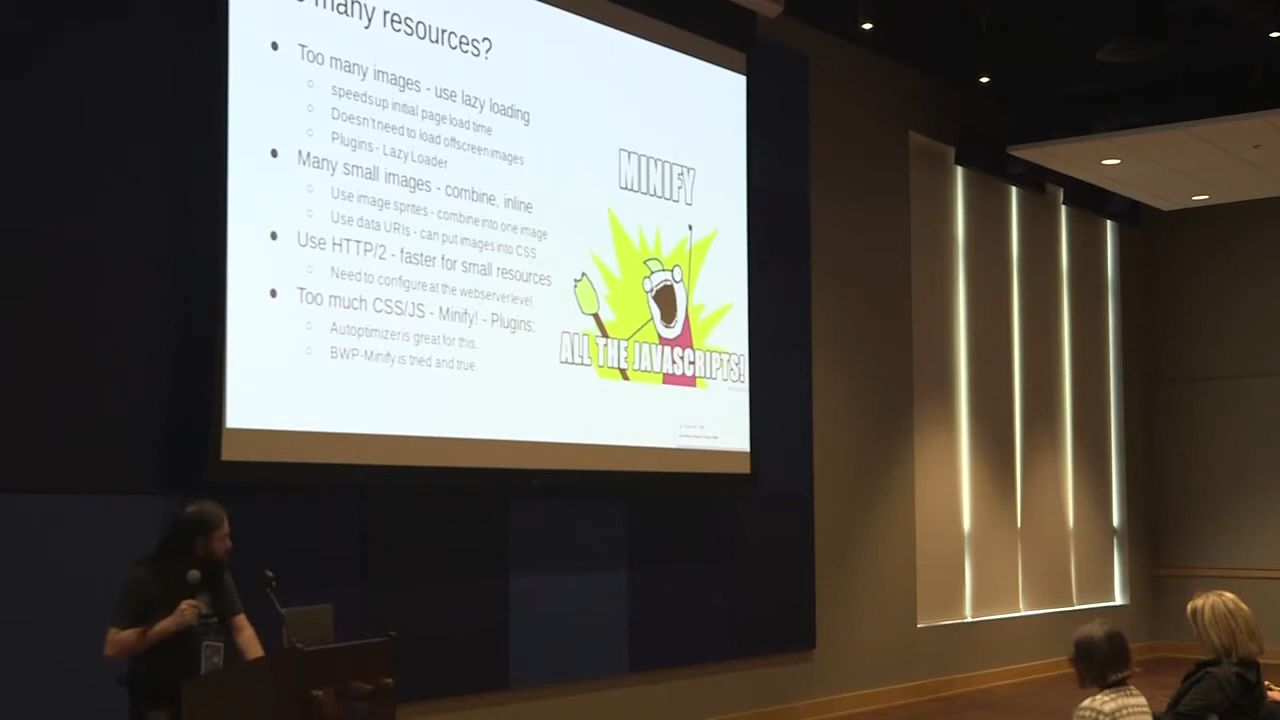 many resources?
Too many images - use lazy loading
speeds up initial page load time
Doesn't need to load offscreen images
Plugins - Lazy Loader
Many small images - combine, inline
Use image sprites - combine into one image
Use data URIs - can put images into CSS
Use HTTP/2 - faster for small resources
Need to configure at the webserver level
Too much CSS/JS - Minify! - Plugins:
Autoptimizer is great for this.
BWP-Minify is tried and true.
MINIFY
ALL THE JAVASCRIPTS!